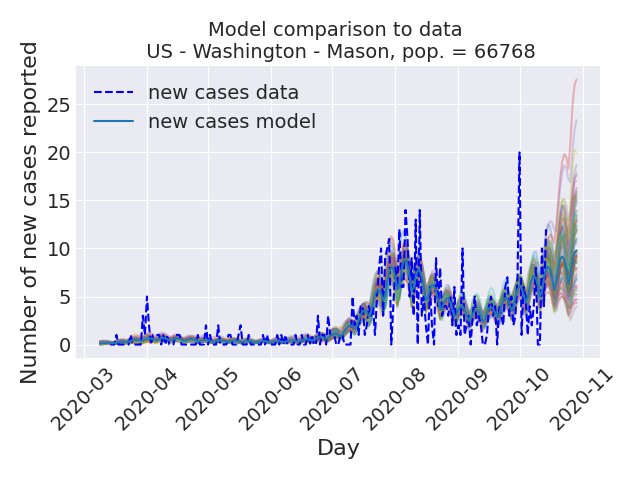 Model comparison to data
US - Washington - Mason, pop. = 66768
Number of new cases reported
25
20
15
10
5
0
new cases data
new cases model
2020-03
2020-04
2020-05
2020-06
2020-07
2020-08
2020-09
2020-10
2020-11
Day